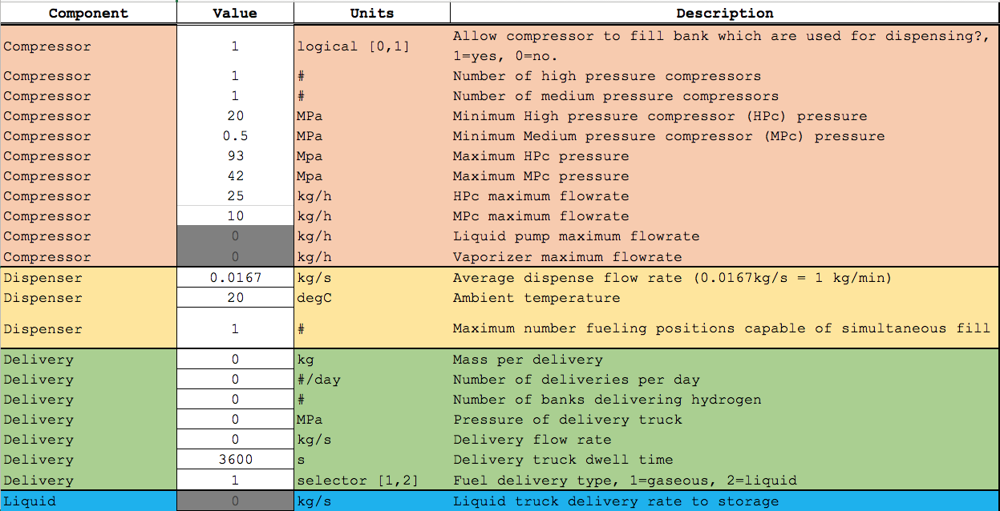 Component Value Units Description
Compressor 1 logical [0,1] Allow compressor to fill bank which are used for dispensing?,
1=yes, 0=no.
Compressor 1 # Number of high pressure compressors
Compressor 1 # Number of medium pressure compressors
Compressor 20 MPa Minimum High pressure compressor (HPc) pressure
Compressor 0.5 MPa Minimum Medium pressure compressor (MPc) pressure
Compressor 93 Mpa Maximum HPc pressure
Compressor 42 Mpa Maximum MPc pressure
Compressor 25 kg/h HPc maximum flowrate
Compressor 10 kg/h MPc maximum flowrate
Compressor 0 kg/h Liquid pump maximum flowrate
Compressor 0 kg/h Vaporizer maximum flowrate
Dispenser 0.0167 kg/s Average dispense flow rate (0.0167kg/s = 1 kg/min)
Dispenser 20 degC Ambient temperature
Dispenser 1 # Maximum number fueling positions capable of simultaneous fill
Delivery 0 kg Mass per delivery
Delivery 0 #/day Number of deliveries per day
Delivery 0 # Number of banks delivering hydrogen
Delivery 0 MPa Pressure of delivery truck
Delivery 0 kg/s Delivery flow rate
Delivery 3600 s Delivery truck dwell time
Delivery 1 selector [1,2] Fuel delivery type, 1=gaseous, 2=liquid
Liquid 0 kg/s Liquid truck delivery rate to storage